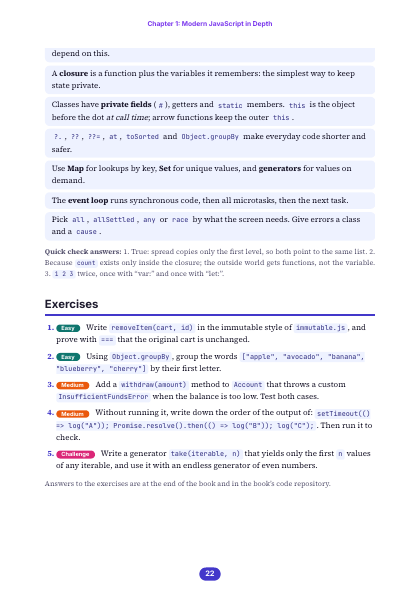 Chapter 1: Modern JavaScript in Depth
depend on this.
A closure is a function plus the variables it remembers: the simplest way to keep
state private.
Classes have private fields ( # ), getters and static members. this is the object
before the dot at call time; arrow functions keep the outer this .
?. , ?? , ??= , at , toSorted and Object.groupBy make everyday code shorter and
safer.
Use Map for lookups by key, Set for unique values, and generators for values on
demand.
The event loop runs synchronous code, then all microtasks, then the next task.
Pick all , allSettled , any or race by what the screen needs. Give errors a class
and a cause .
Quick check answers: 1. True: spread copies only the first level, so both point to the same list. 2.
Because count exists only inside the closure; the outside world gets functions, not the variable.
3. 1 2 3 twice, once with “var:” and once with “let:”.
Exercises
1. Easy Write removeItem(cart, id) in the immutable style of immutable.js , and
prove with === that the original cart is unchanged.
2. Easy Using Object.groupBy , group the words ["apple", "avocado", "banana",
"blueberry", "cherry"] by their first letter.
3. Medium Add a withdraw(amount) method to Account that throws a custom
InsufficientFundsError when the balance is too low. Test both cases.
4. Medium Without running it, write down the order of the output of: setTimeout(()
=> log("A")); Promise.resolve().then(() => log("B")); log("C"); . Then run it to
check.
5. Challenge Write a generator take(iterable, n) that yields only the first n values
of any iterable, and use it with an endless generator of even numbers.
Answers to the exercises are at the end of the book and in the book's code repository.
22